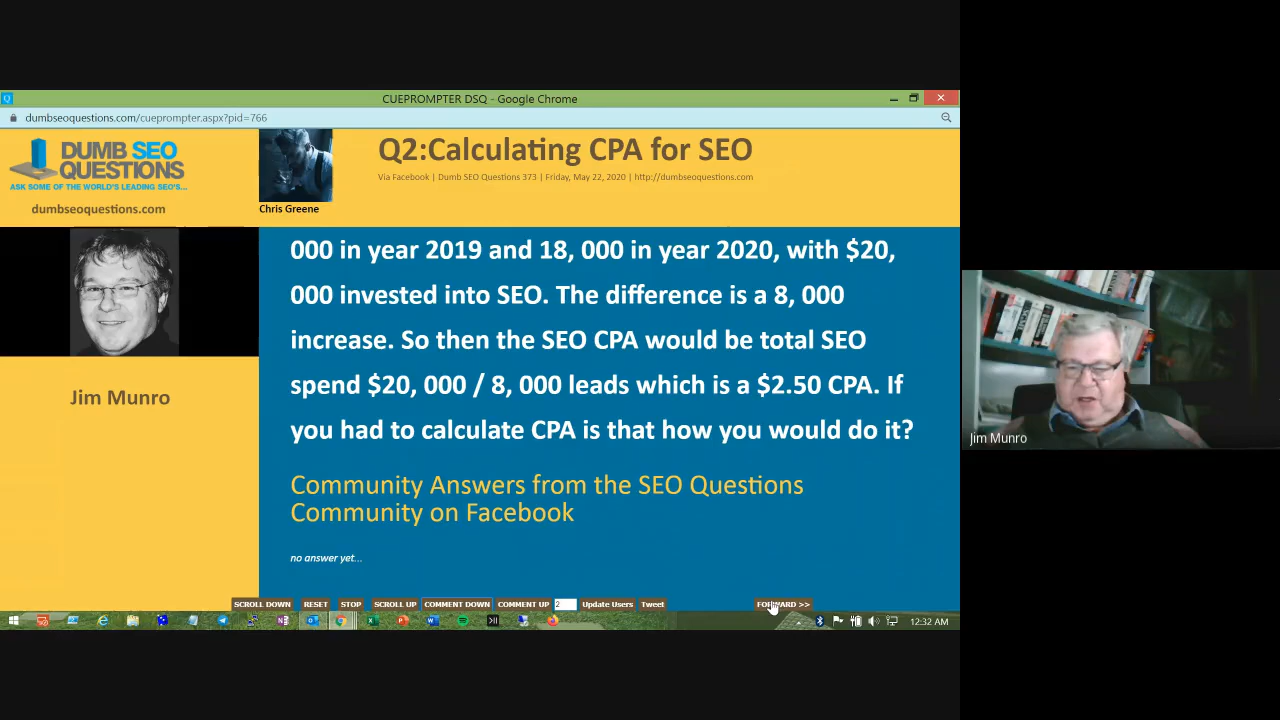 CUEPROMPTER DSQ - Google Chrome
dumbseoquestions.com/cueprompter.aspx?pid=766
DUMB SEO
QUESTIONS
ASK SOME OF THE WORLD'S LEADING SEO'S...
dumbseoquestions.com
Chris Greene
Q2:Calculating CPA for SEO
Via Facebook | Dumb SEO Questions 373 | Friday, May 22, 2020 | http://dumbseoquestions.com
Jim Munro
000 in year 2019 and 18, 000 in year 2020, with $20,
000 invested into SEO. The difference is a 8, 000
increase. So then the SEO CPA would be total SEO
spend $20, 000 / 8, 000 leads which is a $2.50 CPA. If
you had to calculate CPA is that how you would do it?
Community Answers from the SEO Questions
Community on Facebook
no answer yet...
SCROLL DOWN RESET STOP SCROLL UP COMMENT DOWN COMMENT UP 2 Update Users Tweet FORWARD >>
12:32 AM
Jim Munro